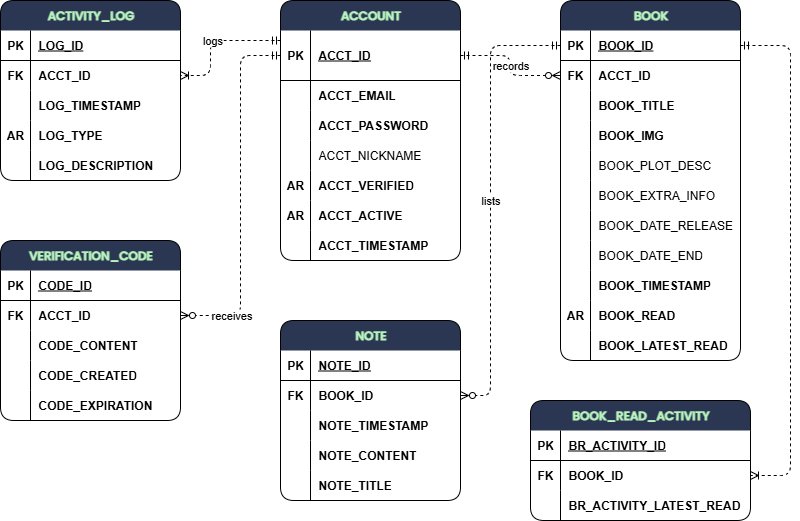 ACTIVITY_LOG
PK LOG_ID
FK ACCT_ID
LOG_TIMESTAMP
AR LOG_TYPE
LOG_DESCRIPTION
logs
ACCOUNT
PK ACCT_ID
ACCT_EMAIL
ACCT_PASSWORD
ACCT_NICKNAME
AR ACCT_VERIFIED
AR ACCT_ACTIVE
ACCT_TIMESTAMP
records
BOOK
PK BOOK_ID
FK ACCT_ID
BOOK_TITLE
BOOK_IMG
BOOK_PLOT_DESC
BOOK_EXTRA_INFO
BOOK_DATE_RELEASE
BOOK_DATE_END
BOOK_TIMESTAMP
AR BOOK_READ
BOOK_LATEST_READ
lists
VERIFICATION_CODE
PK CODE_ID
FK ACCT_ID
CODE_CONTENT
CODE_CREATED
CODE_EXPIRATION
receives
NOTE
PK NOTE_ID
FK BOOK_ID
NOTE_TIMESTAMP
NOTE_CONTENT
NOTE_TITLE
BOOK_READ_ACTIVITY
PK BR_ACTIVITY_ID
FK BOOK_ID
BR_ACTIVITY_LATEST_READ